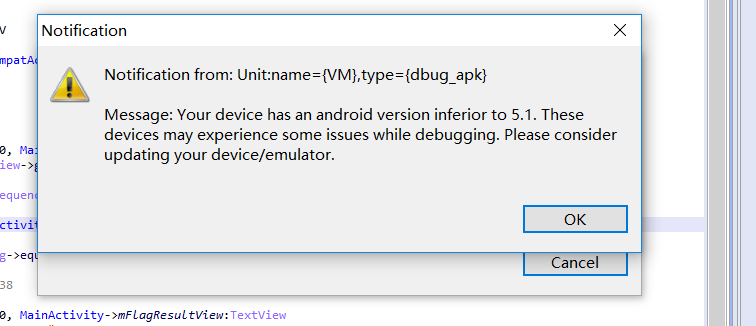 V
Notification
mpatAc
Notification from: Unit:name={VM},type={dbug_apk}
Message: Your device has an android version inferior to 5.1. These
devices may experience some issues while debugging. Please consider
updating your device/emulator.
0, Mai
iew->g
equenc
ctivit
OK
g->equ
Cancel
38
0, MainActivity->mFlagResultView:TextView